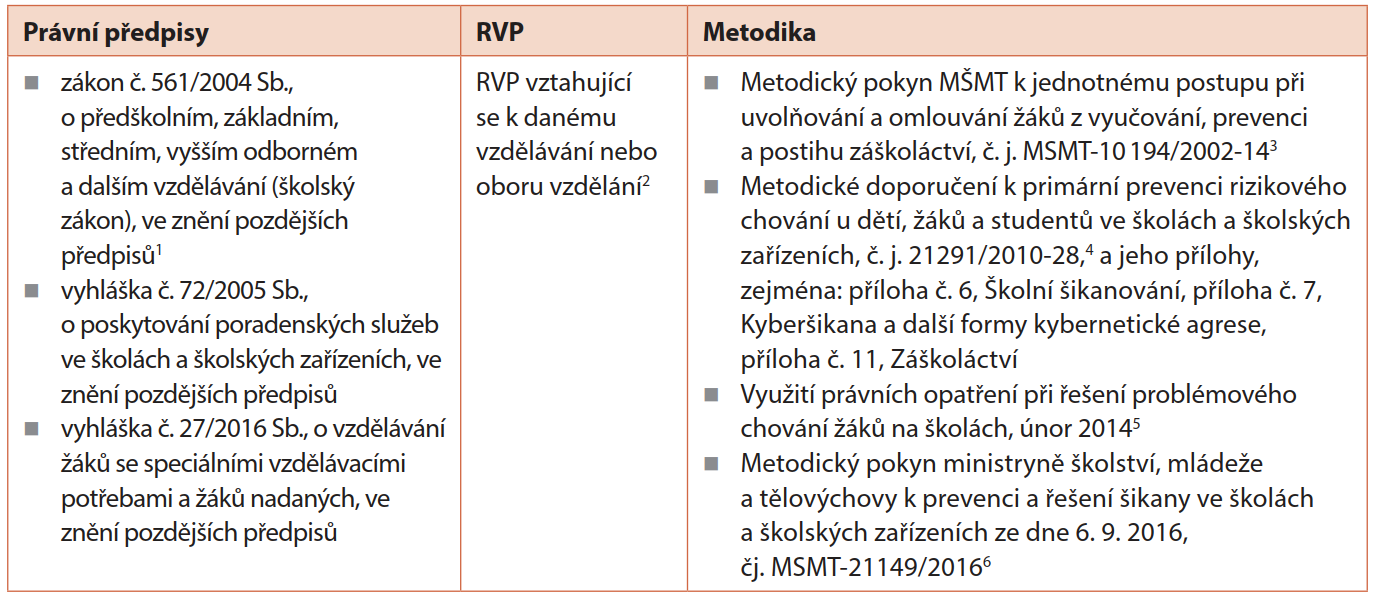 Právní předpisy
RVP
Metodika
■ zákon č. 561/2004 Sb.,
o předškolním, základním,
středním, vyšším odborném
a dalším vzdělávání (školský
zákon), ve znění pozdějších
předpisů¹
■ vyhláška č. 72/2005 Sb.,
o poskytování poradenských služeb
ve školách a školských zařízeních, ve
znění pozdějších předpisů
■ vyhláška č. 27/2016 Sb., o vzdělávání
žáků se speciálními vzdělávacími
potřebami a žáků nadaných, ve
znění pozdějších předpisů
RVP vztahující
se k danému
vzdělávání nebo
oboru vzdělání²
■ Metodický pokyn MŠMT k jednotnému postupu při
uvolňování a omlouvání žáků z vyučování, prevenci
a postihu záškoláctví, č. j. MSMT-10 194/2002-14³
■ Metodické doporučení k primární prevenci rizikového
chování u dětí, žáků a studentů ve školách a školských
zařízeních, č. j. 21291/2010-28,⁴ a jeho přílohy,
zejména: příloha č. 6, Školní šikanování, příloha č. 7,
Kyberšikana a další formy kybernetické agrese,
příloha č. 11, Záškoláctví
■ Využití právních opatření při řešení problémového
chování žáků na školách, únor 2014⁵
■ Metodický pokyn ministryně školství, mládeže
a tělovýchovy k prevenci a řešení šikany ve školách
a školských zařízeních ze dne 6. 9. 2016,
čj. MSMT-21149/2016⁶